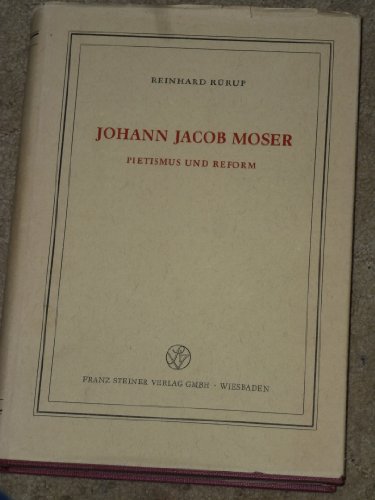 REINHARD RÜRUP
JOHANN JACOB MOSER
PIETISMUS UND REFORM
FRANZ STEINER VERLAG GMBH · WIESBADEN